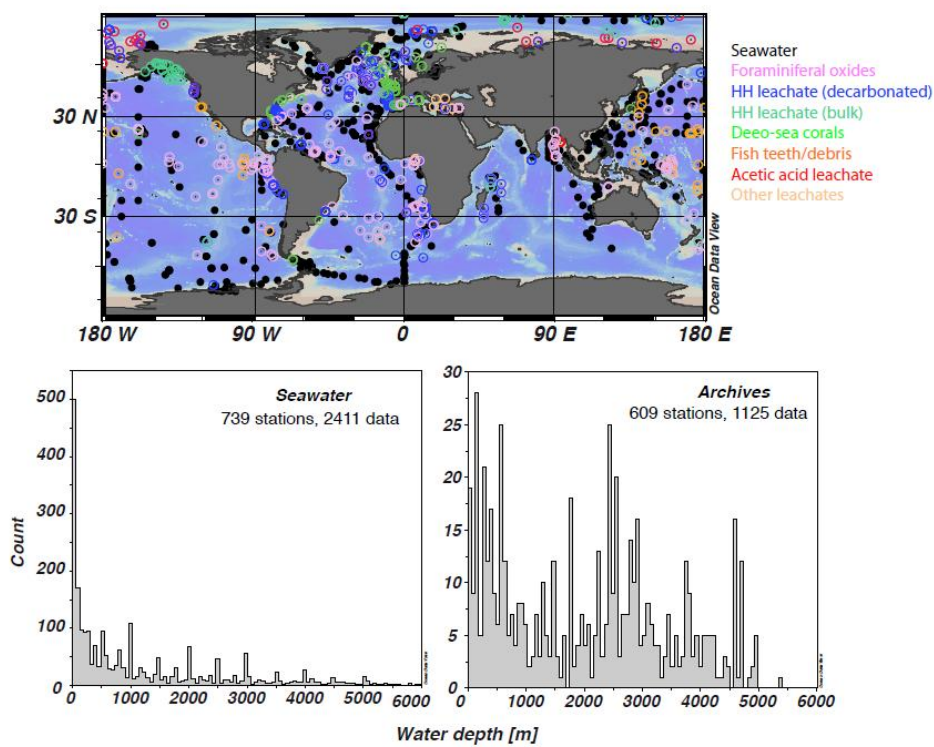 Seawater
Foraminiferal oxides
HH leachate (decarbonated)
HH leachate (bulk)
Deeo-sea corals
Fish teeth/debris
Acetic acid leachate
Other leachates
30 N
30 S
Ocean Data View
180 W
90 W
0
90 E
180 E
Seawater
739 stations, 2411 data
500
400
300
200
100
0
Count
0
1000
2000
3000
4000
5000
6000
Archives
609 stations, 1125 data
30
25
20
15
10
5
0
0
1000
2000
3000
4000
5000
6000
Water depth [m]